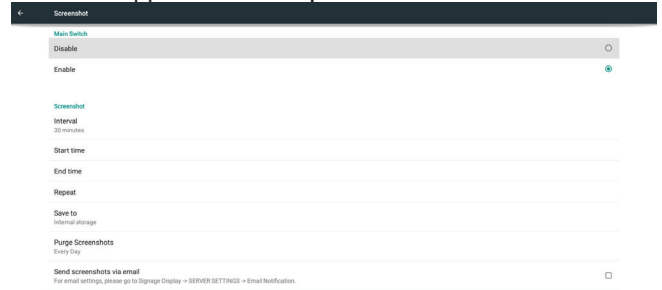 Screenshot
Main Switch
Disable
Enable
Screenshot
Interval
30 minutes
Start time
End time
Repeat
Save to
Internal storage
Purge Screenshots
Every Day
Send screenshots via email
For email settings, please go to Signage Display -> SERVER SETTINGS -> Email Notification.